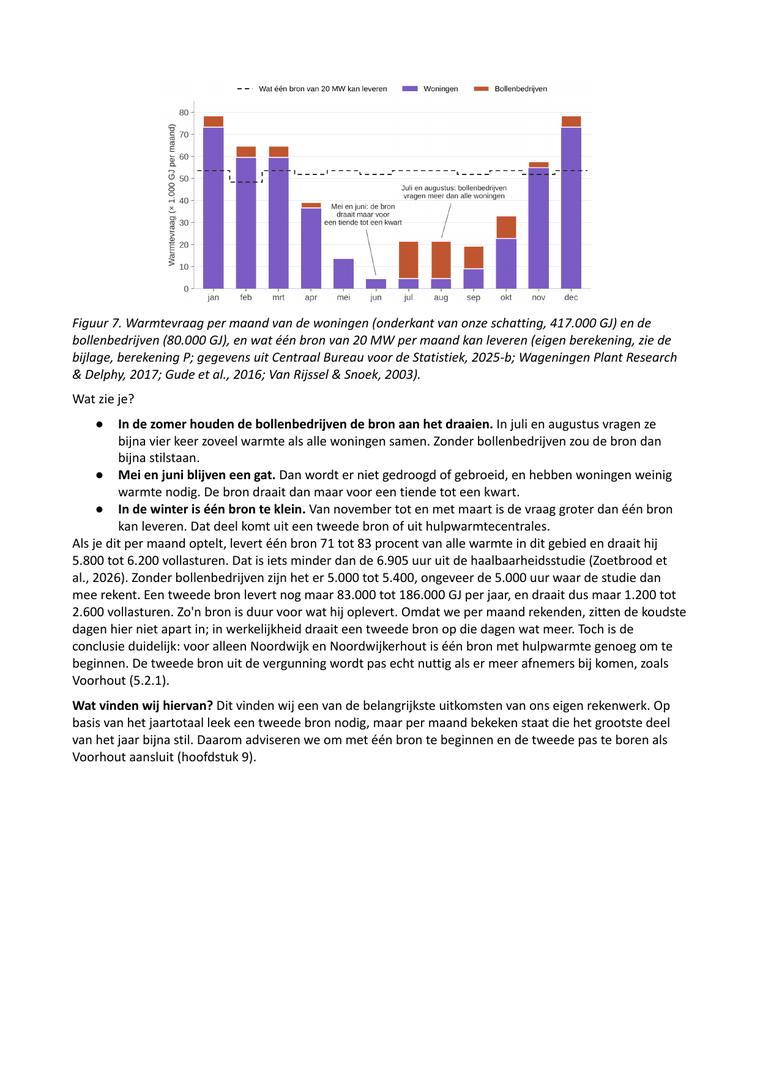 Wat één bron van 20 MW kan leveren Woningen Bollenbedrijven
Warmtevraag (× 1.000 GJ per maand)
80
70
60
50
40
30
20
10
0
Juli en augustus: bollenbedrijven
vragen meer dan alle woningen
Mei en juni: de bron
draait maar voor
een tiende tot een kwart
jan feb mrt apr mei jun jul aug sep okt nov dec
Figuur 7. Warmtevraag per maand van de woningen (onderkant van onze schatting, 417.000 GJ) en de
bollenbedrijven (80.000 GJ), en wat één bron van 20 MW per maand kan leveren (eigen berekening, zie de
bijlage, berekening P; gegevens uit Centraal Bureau voor de Statistiek, 2025-b; Wageningen Plant Research
& Delphy, 2017; Gude et al., 2016; Van Rijssel & Snoek, 2003).
Wat zie je?
● In de zomer houden de bollenbedrijven de bron aan het draaien. In juli en augustus vragen ze
bijna vier keer zoveel warmte als alle woningen samen. Zonder bollenbedrijven zou de bron dan
bijna stilstaan.
● Mei en juni blijven een gat. Dan wordt er niet gedroogd of gebroeid, en hebben woningen weinig
warmte nodig. De bron draait dan maar voor een tiende tot een kwart.
● In de winter is één bron te klein. Van november tot en met maart is de vraag groter dan één bron
kan leveren. Dat deel komt uit een tweede bron of uit hulpwarmtecentrales.
Als je dit per maand optelt, levert één bron 71 tot 83 procent van alle warmte in dit gebied en draait hij
5.800 tot 6.200 vollasturen. Dat is iets minder dan de 6.905 uur uit de haalbaarheidsstudie (Zoetbrood et
al., 2026). Zonder bollenbedrijven zijn het er 5.000 tot 5.400, ongeveer de 5.000 uur waar de studie dan
mee rekent. Een tweede bron levert nog maar 83.000 tot 186.000 GJ per jaar, en draait dus maar 1.200 tot
2.600 vollasturen. Zo'n bron is duur voor wat hij oplevert. Omdat we per maand rekenden, zitten de koudste
dagen hier niet apart in; in werkelijkheid draait een tweede bron op die dagen wat meer. Toch is de
conclusie duidelijk: voor alleen Noordwijk en Noordwijkerhout is één bron met hulpwarmte genoeg om te
beginnen. De tweede bron uit de vergunning wordt pas echt nuttig als er meer afnemers bij komen, zoals
Voorhout (5.2.1).
Wat vinden wij hiervan? Dit vinden wij een van de belangrijkste uitkomsten van ons eigen rekenwerk. Op
basis van het jaartotaal leek een tweede bron nodig, maar per maand bekeken staat die het grootste deel
van het jaar bijna stil. Daarom adviseren we om met één bron te beginnen en de tweede pas te boren als
Voorhout aansluit (hoofdstuk 9).